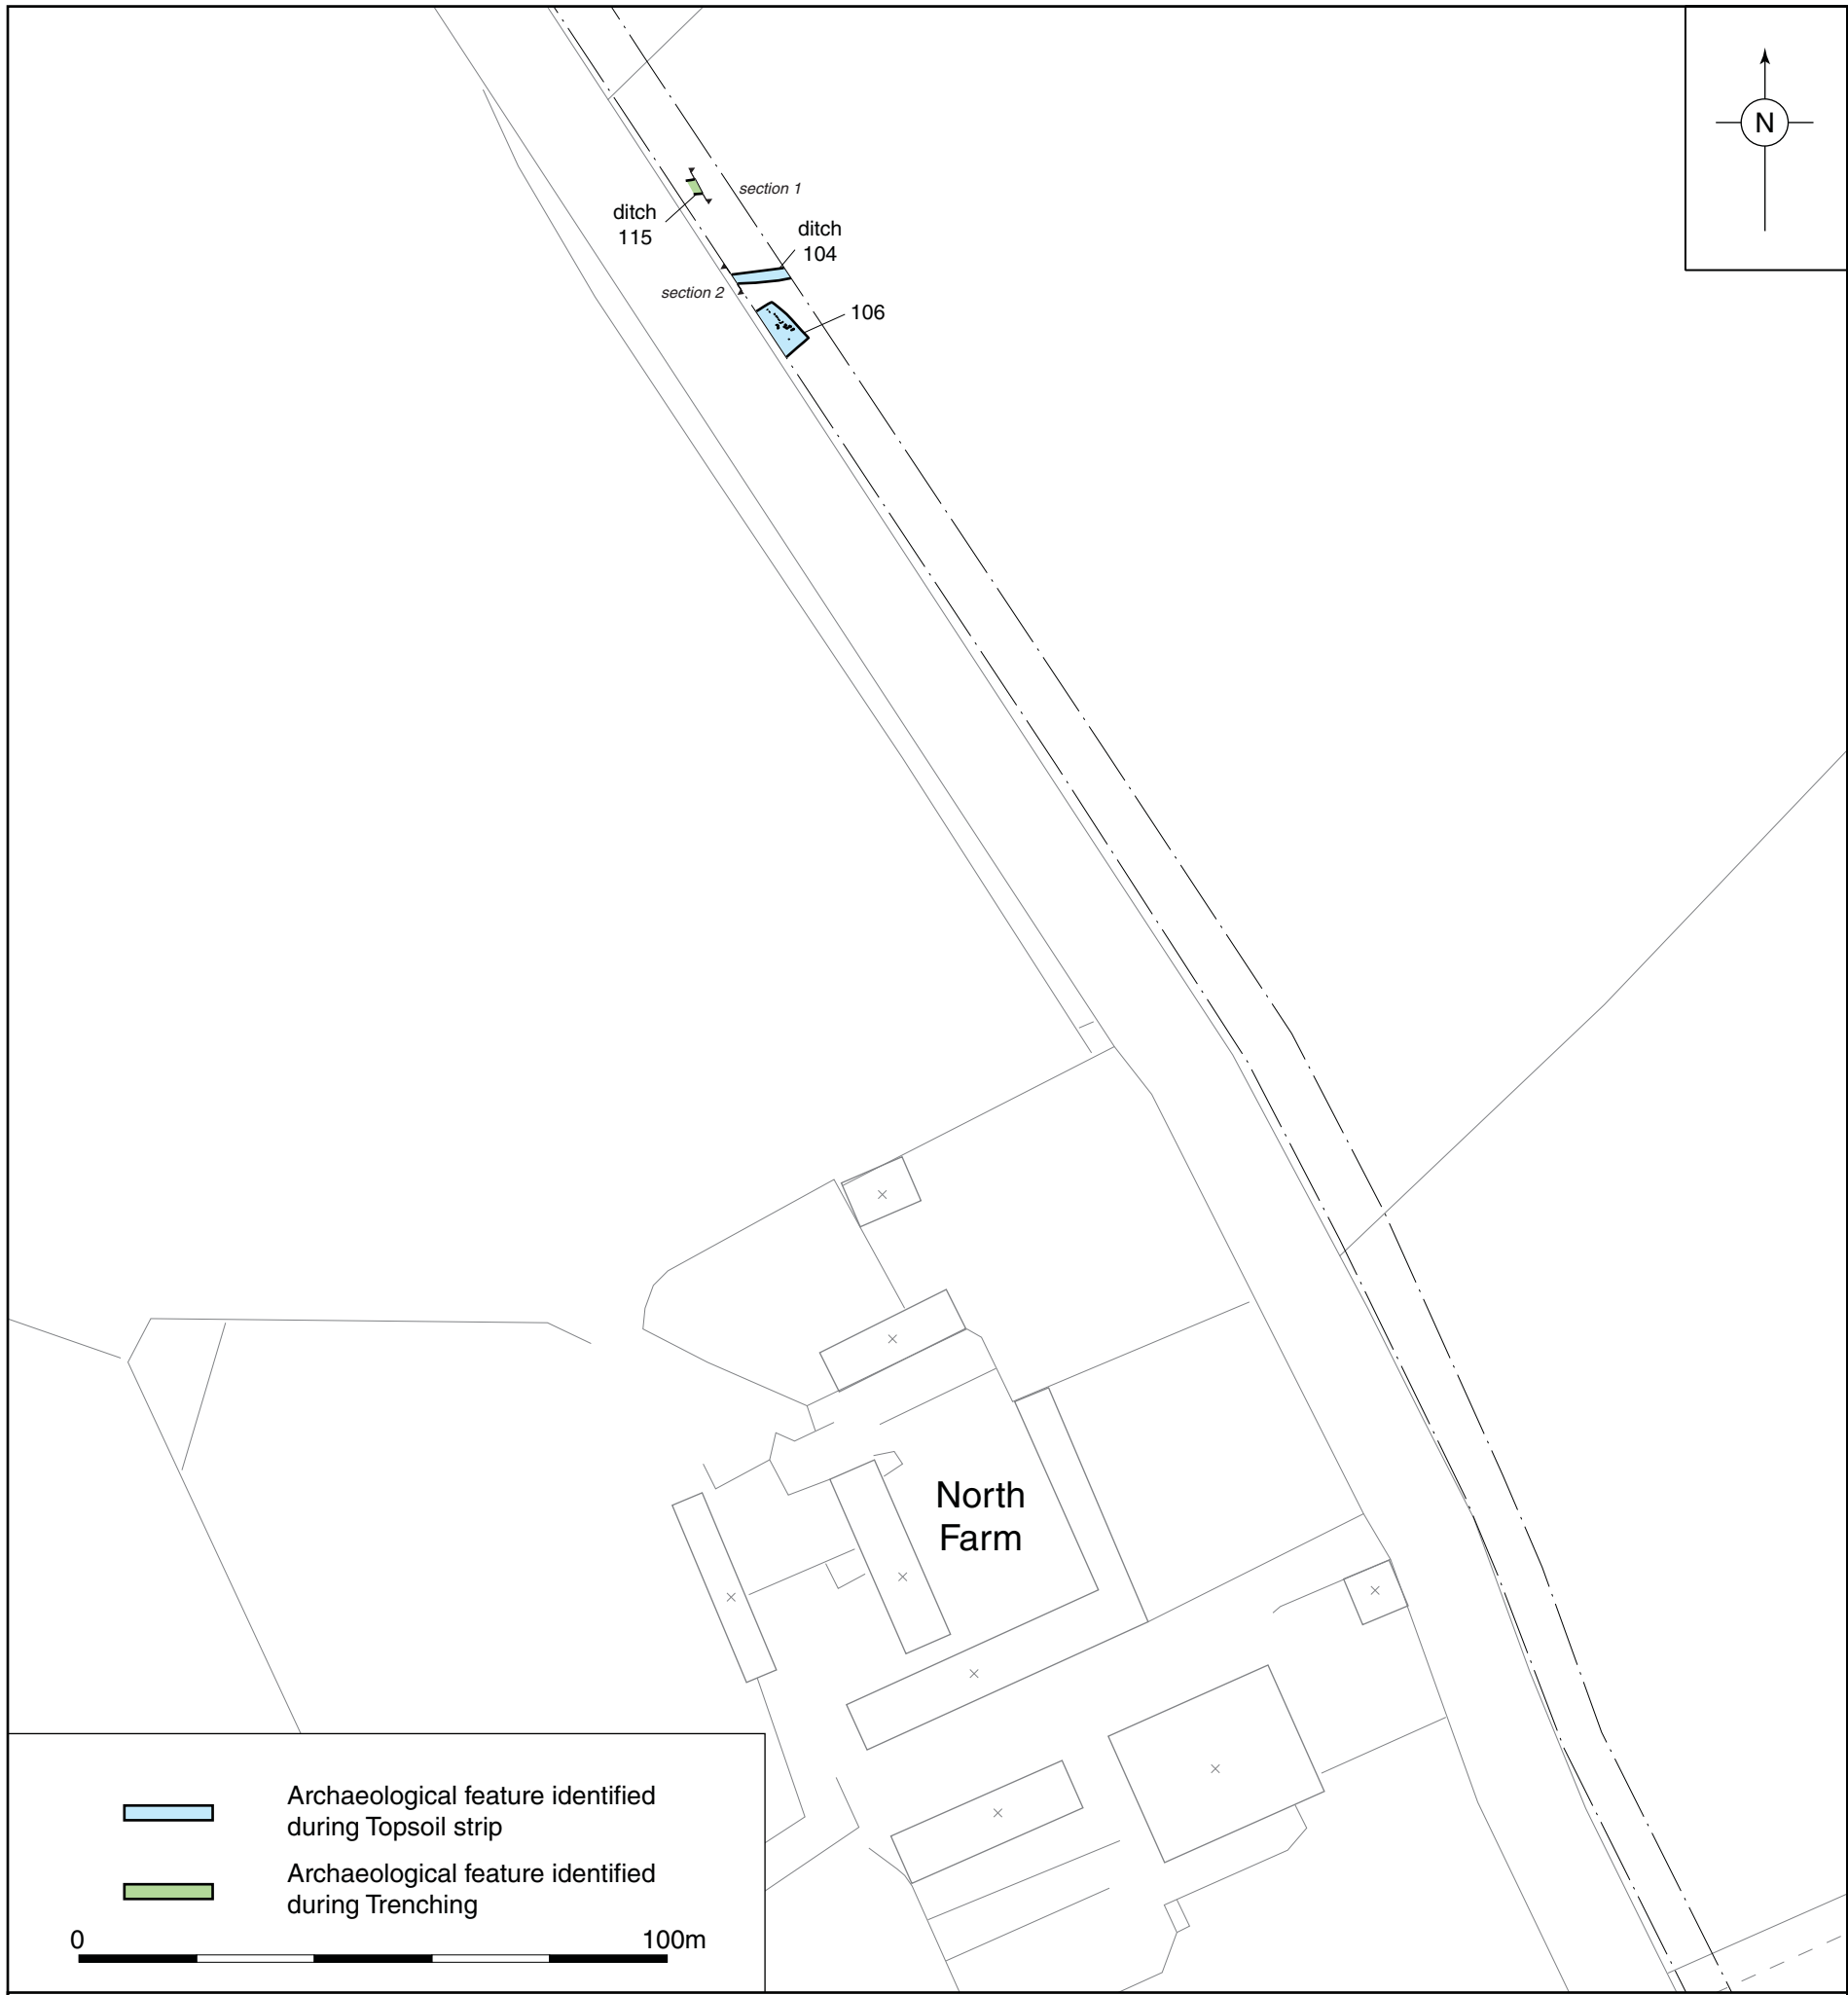 N
section 1
ditch
115
ditch
104
section 2
106
North
Farm
Archaeological feature identified
during Topsoil strip
Archaeological feature identified
during Trenching
0 100m